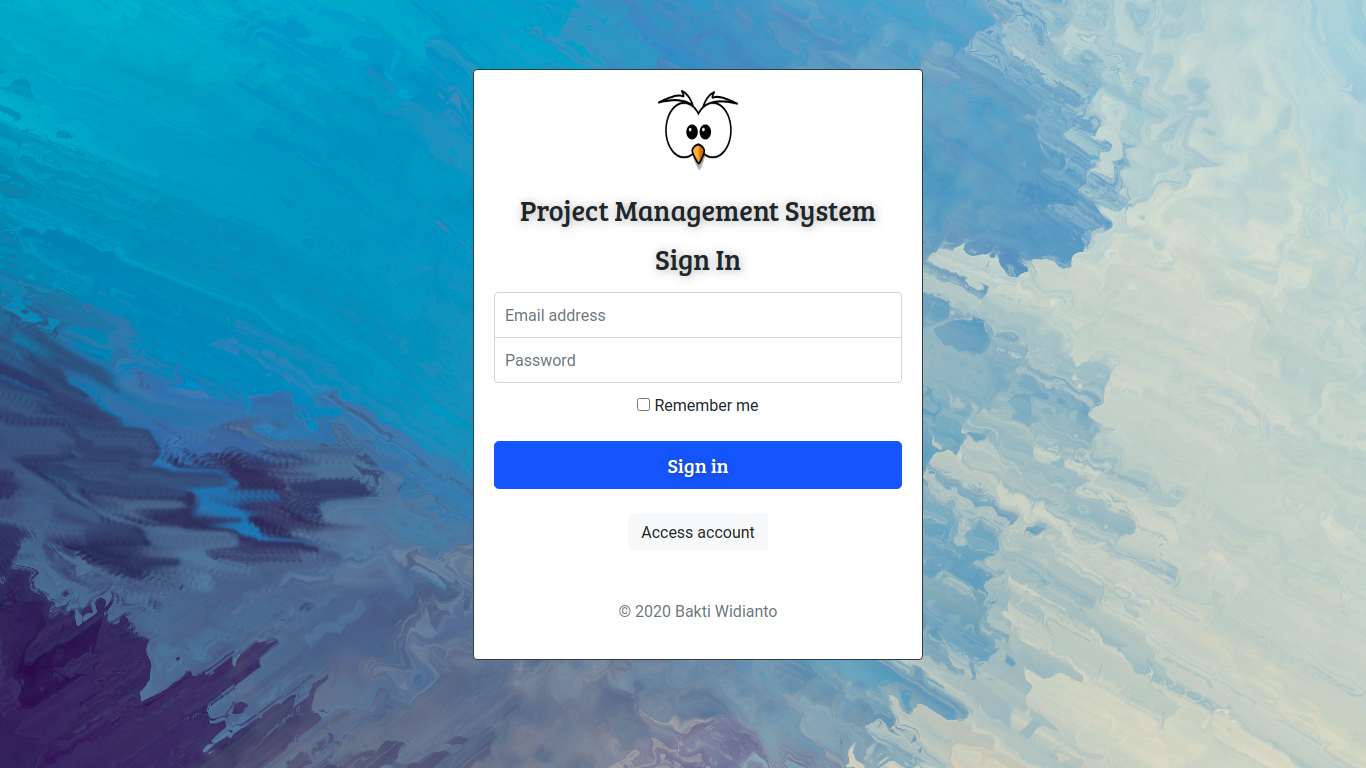 Project Management System
Sign In
Email address
Password
Remember me
Sign in
Access account
© 2020 Bakti Widianto